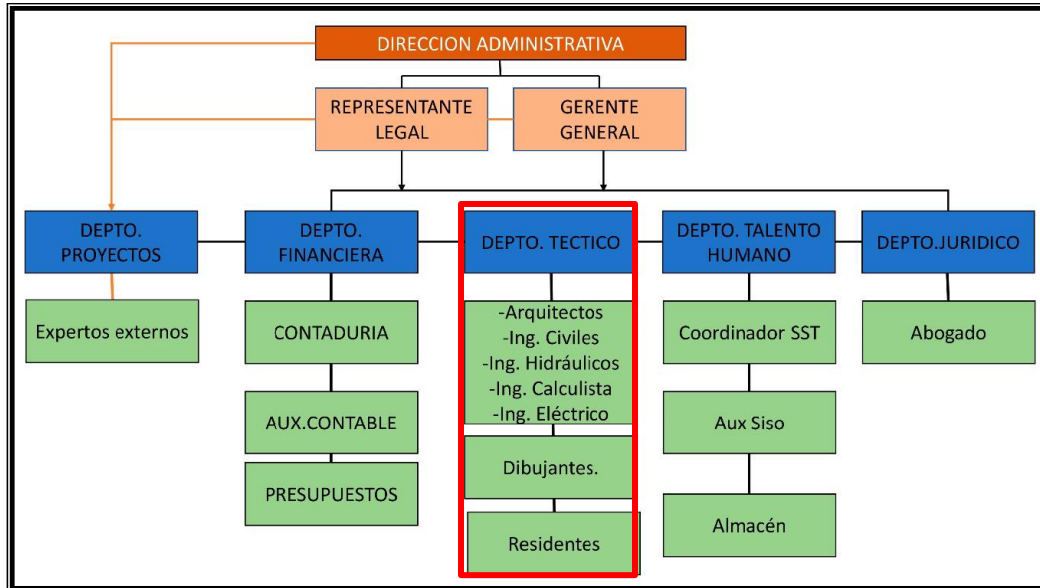 DIRECCION ADMINISTRATIVA
REPRESENTANTE
LEGAL
GERENTE
GENERAL
DEPTO.
PROYECTOS
DEPTO.
FINANCIERA
DEPTO. TECTICO
DEPTO. TALENTO
HUMANO
DEPTO.JURIDICO
Expertos externos
CONTADURIA
-Arquitectos
-Ing. Civiles
-Ing. Hidráulicos
-Ing. Calculista
-Ing. Eléctrico
Coordinador SST
Abogado
AUX.CONTABLE
Dibujantes.
Aux Siso
PRESUPUESTOS
Residentes
Almacén